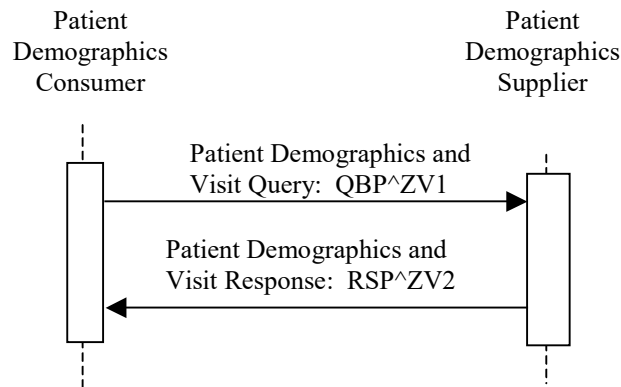 Patient
Demographics
Consumer
Patient
Demographics
Supplier
Patient Demographics and
Visit Query: QBP^ZV1
Patient Demographics and
Visit Response: RSP^ZV2